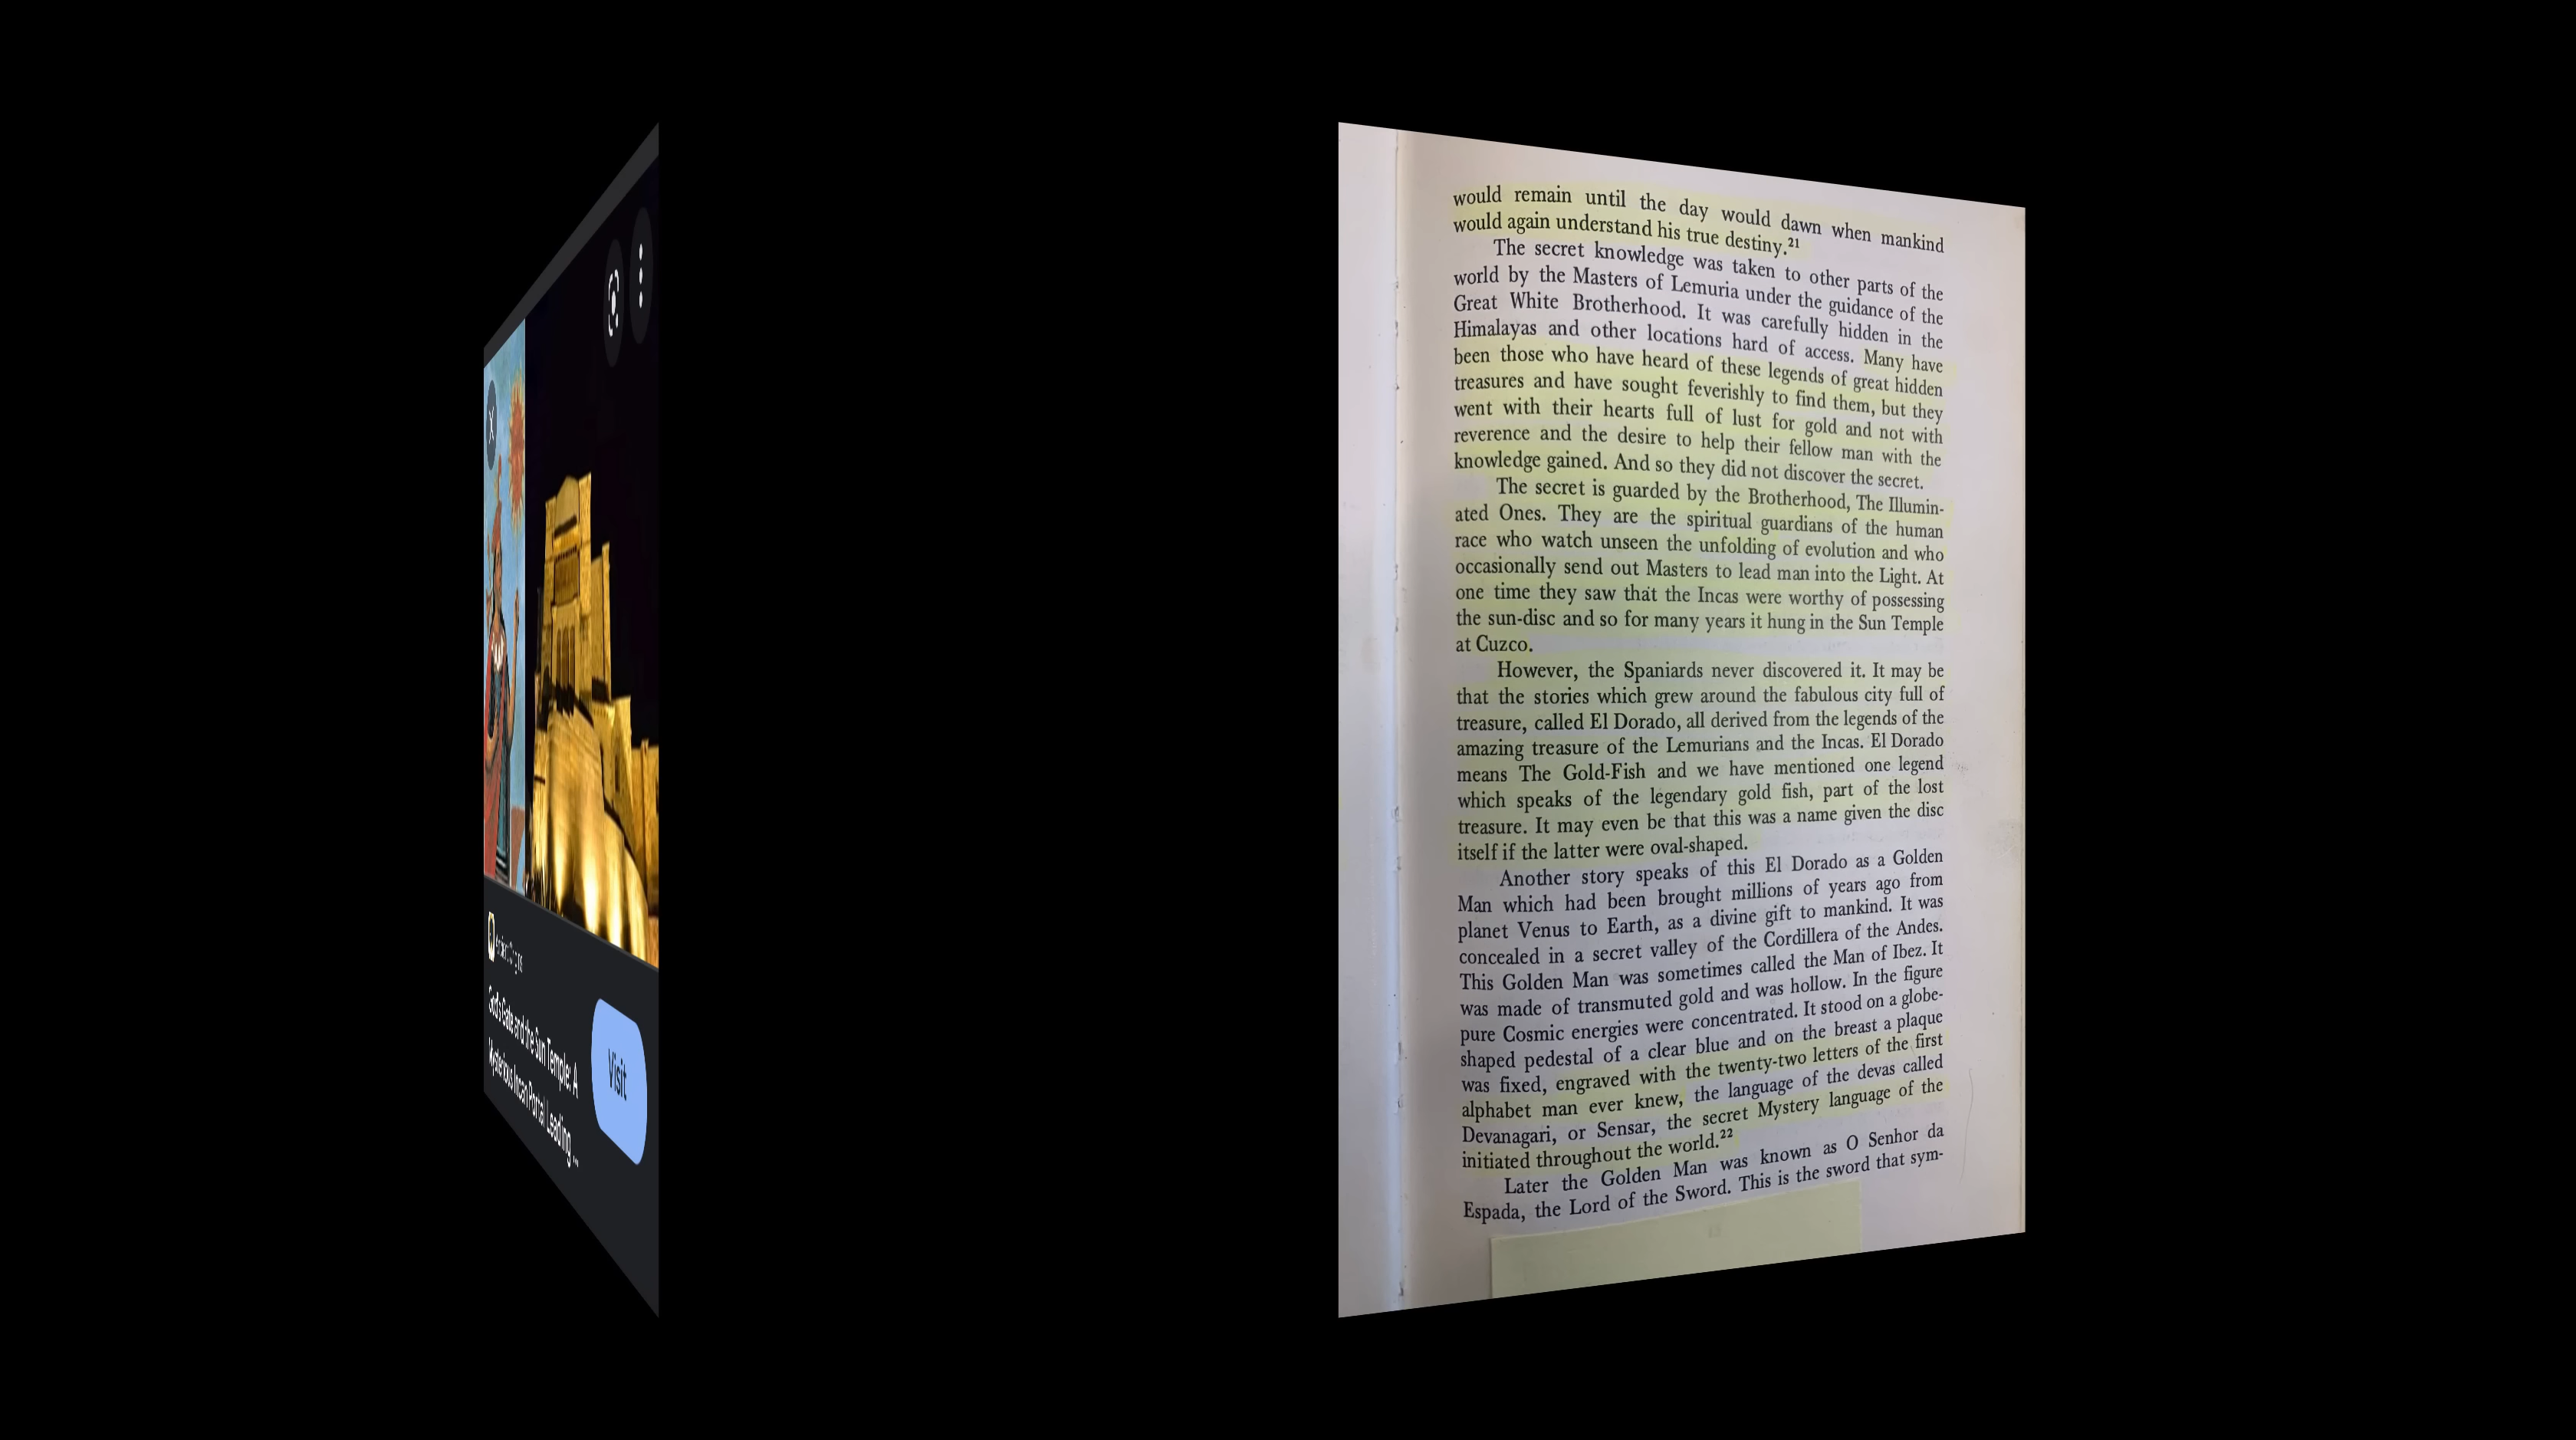 God's Gate and the Sun Temple: A
Mysterious Incan Portal Leading ...
Visit
would remain until the day would dawn when mankind
would again understand his true destiny.²¹
The secret knowledge was taken to other parts of the
world by the Masters of Lemuria under the guidance of the
Great White Brotherhood. It was carefully hidden in the
Himalayas and other locations hard of access. Many have
been those who have heard of these legends of great hidden
treasures and have sought feverishly to find them, but they
went with their hearts full of lust for gold and not with
reverence and the desire to help their fellow man with the
knowledge gained. And so they did not discover the secret.
The secret is guarded by the Brotherhood, The Illumin-
ated Ones. They are the spiritual guardians of the human
race who watch unseen the unfolding of evolution and who
occasionally send out Masters to lead man into the Light. At
one time they saw that the Incas were worthy of possessing
the sun-disc and so for many years it hung in the Sun Temple
at Cuzco.
However, the Spaniards never discovered it. It may be
that the stories which grew around the fabulous city full of
treasure, called El Dorado, all derived from the legends of the
amazing treasure of the Lemurians and the Incas. El Dorado
means The Gold-Fish and we have mentioned one legend
which speaks of the legendary gold fish, part of the lost
treasure. It may even be that this was a name given the disc
itself if the latter were oval-shaped.
Another story speaks of this El Dorado as a Golden
Man which had been brought millions of years ago from
planet Venus to Earth, as a divine gift to mankind. It was
concealed in a secret valley of the Cordillera of the Andes.
This Golden Man was sometimes called the Man of Ibez. It
was made of transmuted gold and was hollow. In the figure
pure Cosmic energies were concentrated. It stood on a globe-
shaped pedestal of a clear blue and on the breast a plaque
was fixed, engraved with the twenty-two letters of the first
alphabet man ever knew, the language of the devas called
Devanagari, or Sensar, the secret Mystery language of the
initiated throughout the world.²²
Later the Golden Man was known as O Senhor da
Espada, the Lord of the Sword. This is the sword that sym-